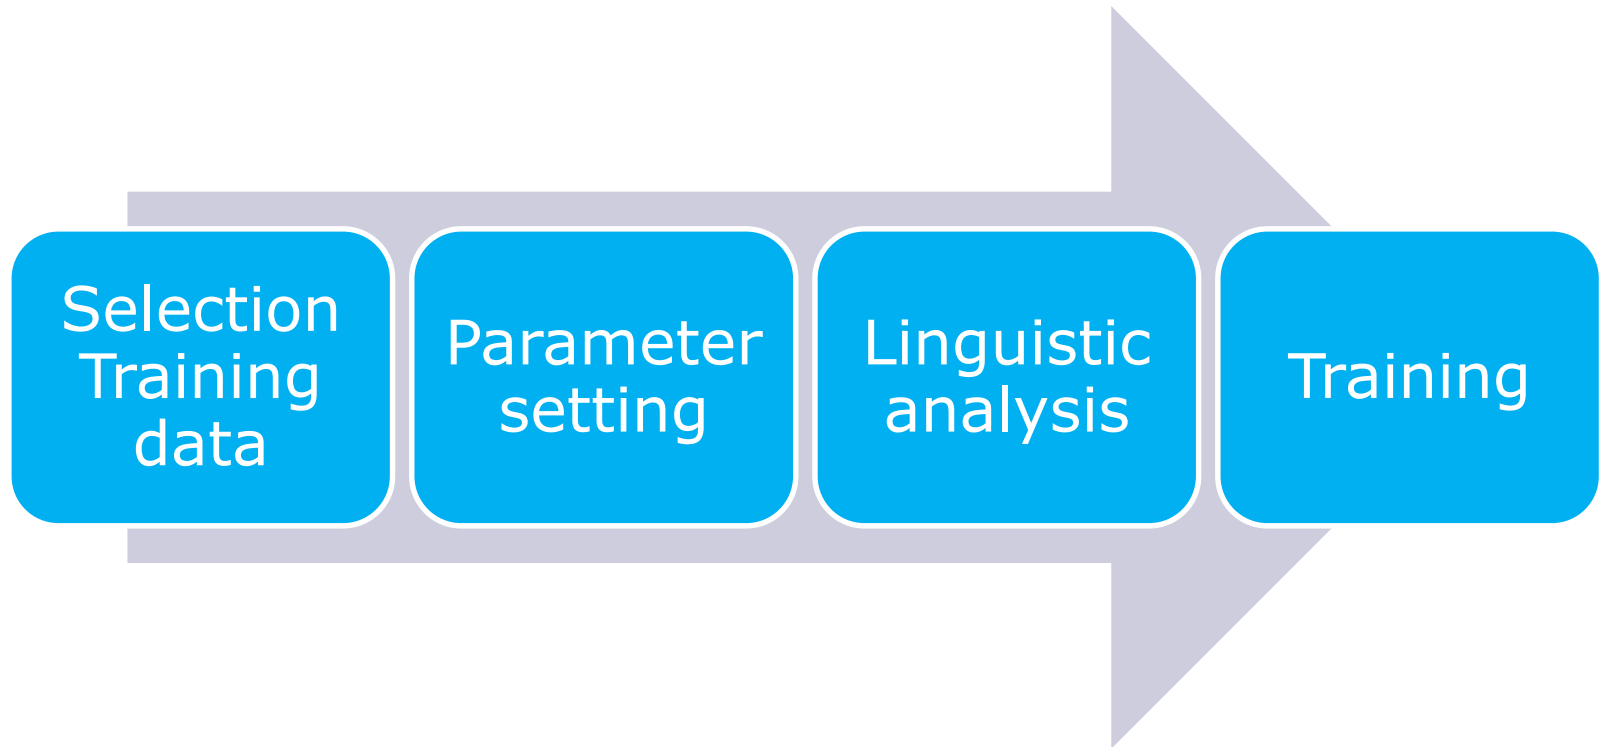 Selection
Training
data
Parameter
setting
Linguistic
analysis
Training